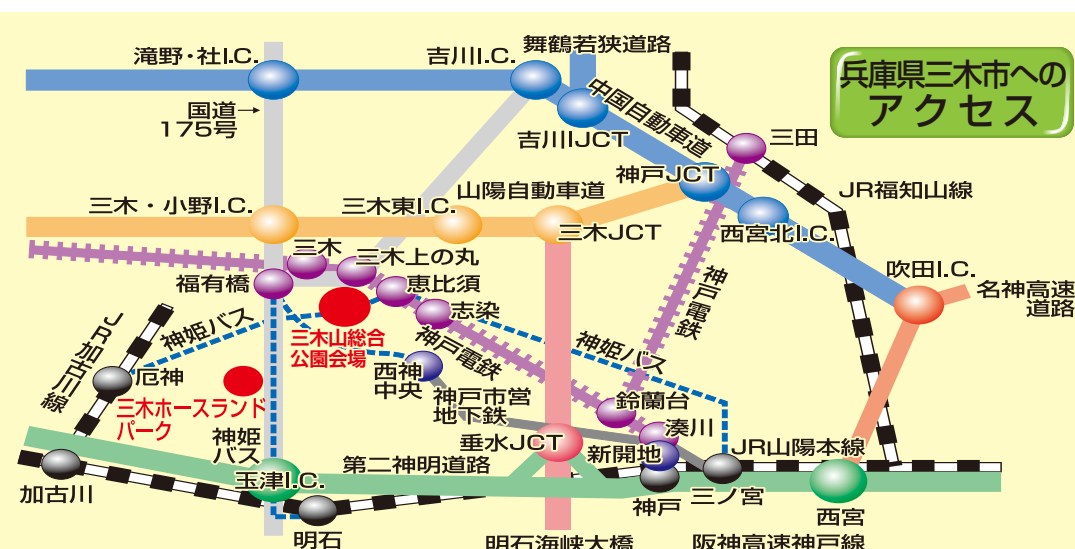 兵庫県三木市への
アクセス
滝野・社I.C.
吉川I.C.
舞鶴若狭道路
国道→
175号
中国自動車道
吉川IJCT
三田
神戸JCT
JR福知山線
三木・小野I.C.
三木東I.C.
山陽自動車道
三木JCT
西宮北I.C.
三木
三木上の丸
福有橋
恵比須
志染
神戸電鉄
吹田I.C.
名神高速
道路
神姫バス
三木山総合
公園会場
神戸電鉄
神姫バス
JR加古川線
厄神
西神
中央
三木ホースランド
パーク
神戸市営
地下鉄
鈴蘭台
湊川
神姫
バス
垂水JCT
新開地
JR山陽本線
第二神明道路
玉津I.C.
加古川
明石
神戸
三ノ宮
西宮
明石海峡大橋
阪神高速神戸線